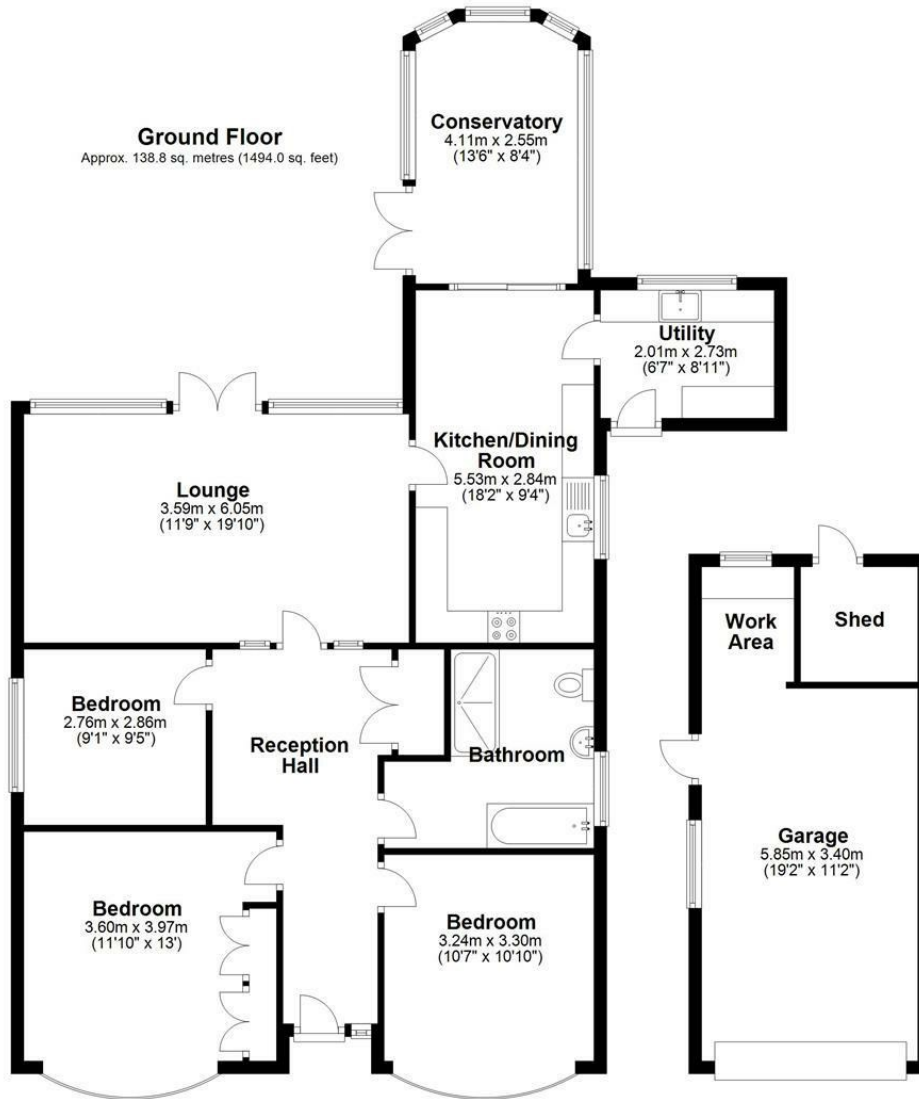 Ground Floor
Approx. 138.8 sq. metres (1494.0 sq. feet)
Conservatory
4.11m x 2.55m
(13'6" x 8'4")
Utility
2.01m x 2.73m
(6'7" x 8'11")
Kitchen/Dining
Room
5.53m x 2.84m
(18'2" x 9'4")
Lounge
3.59m x 6.05m
(11'9" x 19'10")
Work
Area
Shed
Bedroom
2.76m x 2.86m
(9'1" x 9'5")
Reception
Hall
Bathroom
Garage
5.85m x 3.40m
(19'2" x 11'2")
Bedroom
3.60m x 3.97m
(11'10" x 13')
Bedroom
3.24m x 3.30m
(10'7" x 10'10")